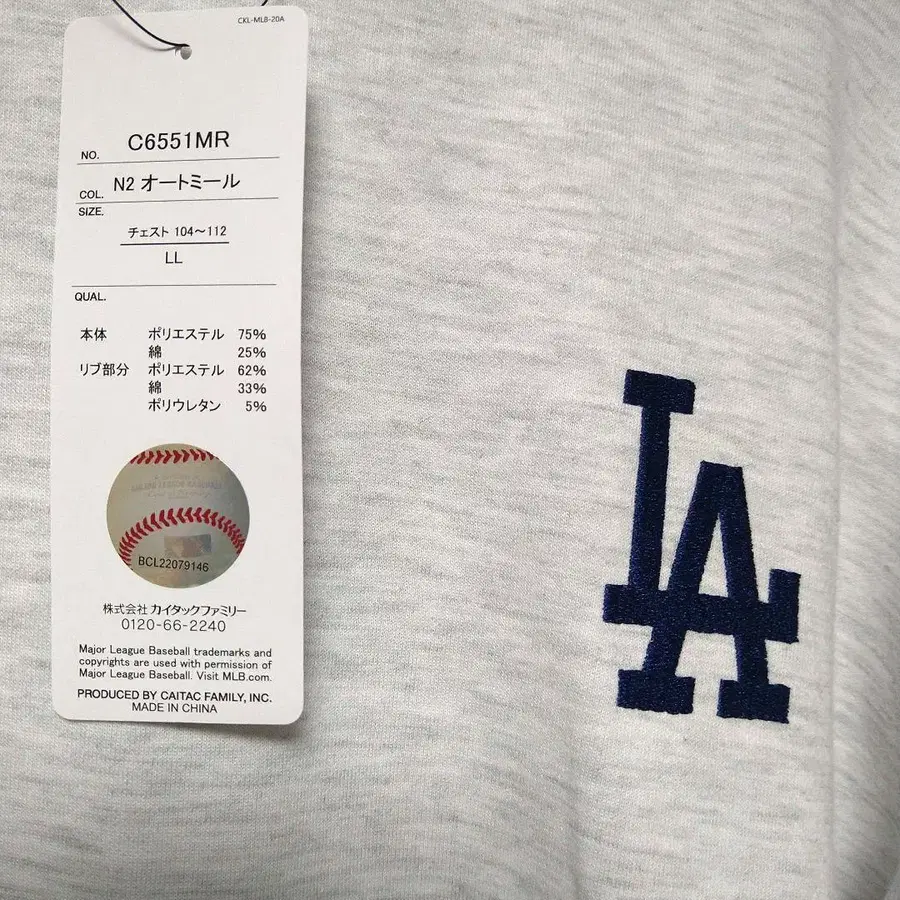 CKL-MLB-20A
NO. C6551MR
COL. N2 オートミール
SIZE.
チェスト 104～112
LL
QUAL.
本体 ポリエステル 75%
綿 25%
リブ部分 ポリエステル 62%
綿 33%
ポリウレタン 5%
BCL22079146
株式会社 カイタックファミリー
0120-66-2240
Major League Baseball trademarks and
copyrights are used with permission of
Major League Baseball. Visit MLB.com.
PRODUCED BY CAITAC FAMILY, INC.
MADE IN CHINA
LA